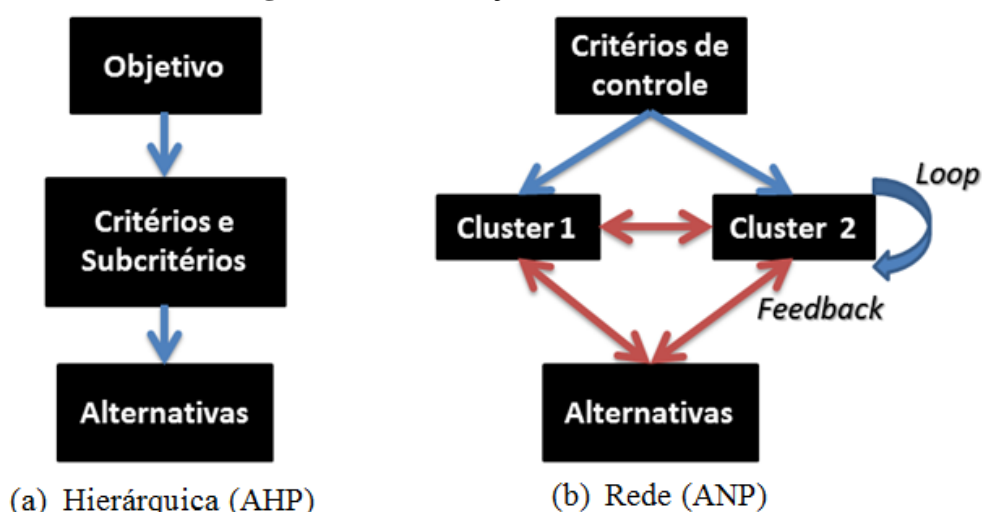 Objetivo
Critérios e
Subcritérios
Alternativas
(a) Hierárquica (AHP)
Critérios de
controle
Cluster 1
Cluster 2
Loop
Feedback
Alternativas
(b) Rede (ANP)